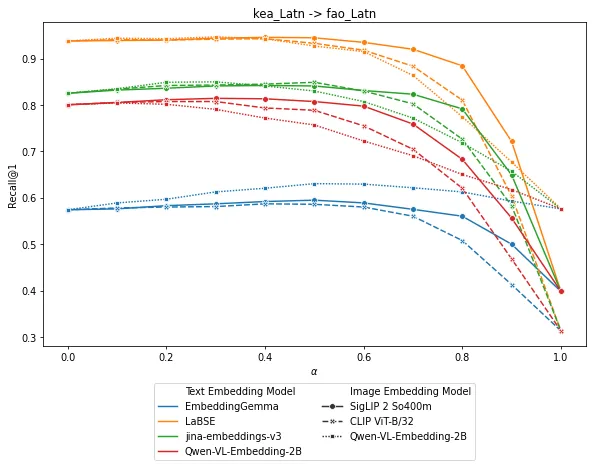 kea_Latn -> fao_Latn
Recall@1
0.9
0.8
0.7
0.6
0.5
0.4
0.3
0.0 0.2 0.4 0.6 0.8 1.0
α
Text Embedding Model Image Embedding Model
EmbeddingGemma SigLIP 2 So400m
LaBSE CLIP ViT-B/32
jina-embeddings-v3 Qwen-VL-Embedding-2B
Qwen-VL-Embedding-2B